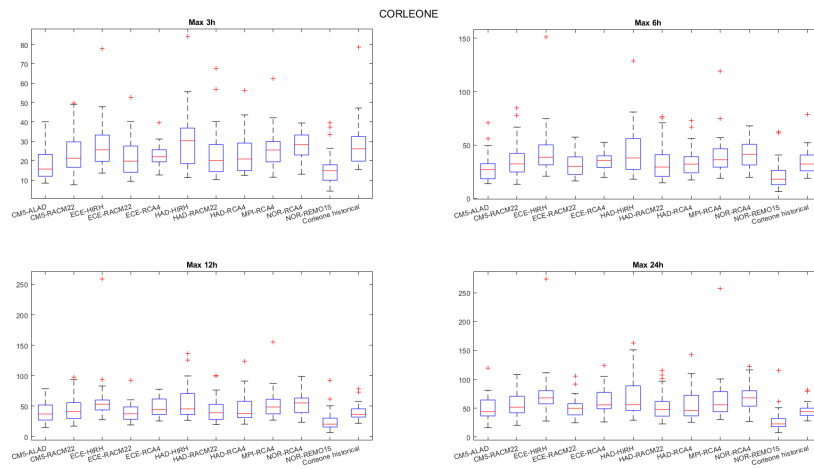 CORLEONE
Max 3h
80
70
60
50
40
30
20
10
CM5-ALAD
CM5-RACM22
ECE-HIRH
ECE-RACM22
ECE-RCA4
HAD-HIRH
HAD-RACM22
HAD-RCA4
MPI-RCA4
NOR-RCA4
NOR-REMO15
Corleone historical
Max 6h
150
100
50
0
CM5-ALAD
CM5-RACM22
ECE-HIRH
ECE-RACM22
ECE-RCA4
HAD-HIRH
HAD-RACM22
HAD-RCA4
MPI-RCA4
NOR-RCA4
NOR-REMO15
Corleone historical
Max 12h
250
200
150
100
50
0
CM5-ALAD
CM5-RACM22
ECE-HIRH
ECE-RACM22
ECE-RCA4
HAD-HIRH
HAD-RACM22
HAD-RCA4
MPI-RCA4
NOR-RCA4
NOR-REMO15
Corleone historical
Max 24h
250
200
150
100
50
0
CM5-ALAD
CM5-RACM22
ECE-HIRH
ECE-RACM22
ECE-RCA4
HAD-HIRH
HAD-RACM22
HAD-RCA4
MPI-RCA4
NOR-RCA4
NOR-REMO15
Corleone historical